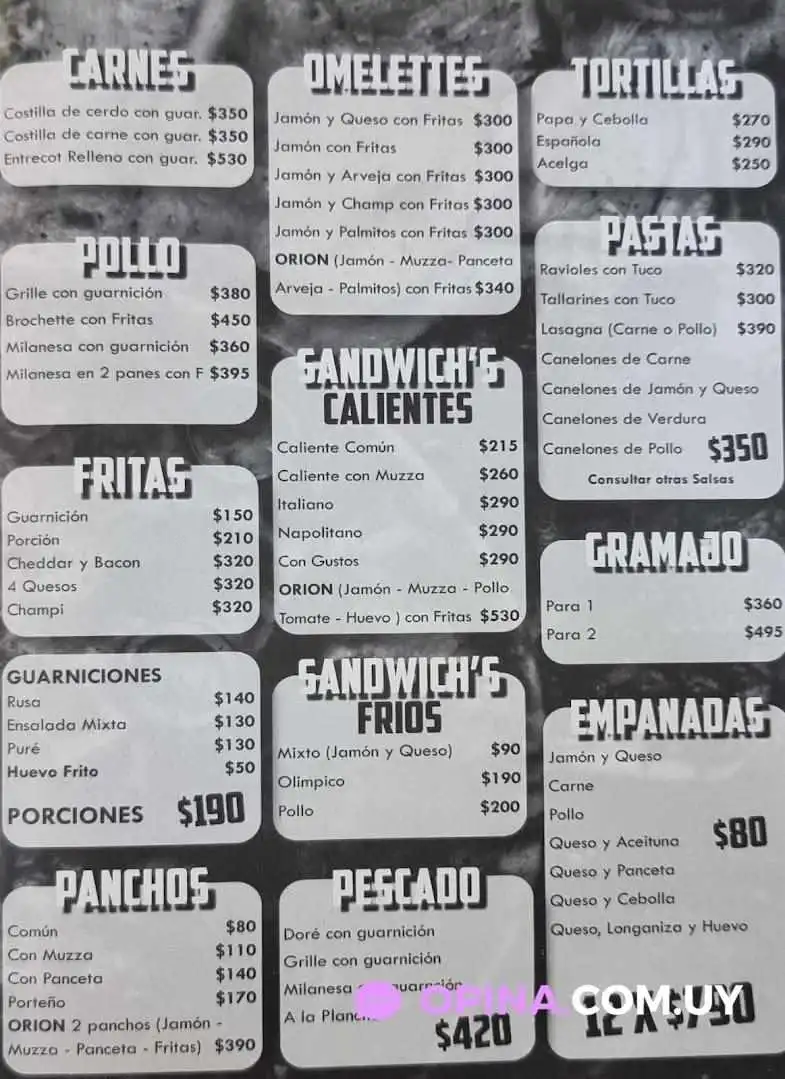 CARNES
Costilla de cerdo con guar. $350
Costilla de carne con guar. $350
Entrecot Relleno con guar. $530
POLLO
Grille con guarnición $380
Brochette con Fritas $450
Milanesa con guarnición $360
Milanesa en 2 panes con F $395
FRITAS
Guarnición $150
Porción $210
Cheddar y Bacon $320
4 Quesos $320
Champi $320
GUARNICIONES
Rusa $140
Ensalada Mixta $130
Puré $130
Huevo Frito $50
PORCIONES $190
PANCHOS
Común $80
Con Muzza $110
Con Panceta $140
Porteño $170
ORION 2 panchos (Jamón -
Muzza - Panceta - Fritas) $390
OMELETTES
Jamón y Queso con Fritas $300
Jamón con Fritas $300
Jamón y Arveja con Fritas $300
Jamón y Champ con Fritas $300
Jamón y Palmitos con Fritas $300
ORION (Jamón - Muzza- Panceta
Arveja - Palmitos) con Fritas $340
SANDWICH'S
CALIENTES
Caliente Común $215
Caliente con Muzza $260
Italiano $290
Napolitano $290
Con Gustos $290
ORION (Jamón - Muzza - Pollo
Tomate - Huevo ) con Fritas $530
SANDWICH'S
FRIOS
Mixto (Jamón y Queso) $90
Olimpico $190
Pollo $200
PESCADO
Doré con guarnición
Grille con guarnición
Milanesa guarnición
A la
$420
TORTILLAS
Papa y Cebolla $270
Española $290
Acelga $250
PASTAS
Ravioles con Tuco $320
Tallarines con Tuco $300
Lasagna (Carne o Pollo) $390
Canelones de Carne
Canelones de Jamón y Queso
Canelones de Verdura
Canelones de Pollo $350
Consultar otras Salsas
GRAMAJO
Para 1 $360
Para 2 $495
EMPANADAS
Jamón y Queso
Carne
Pollo
Queso y Aceituna $80
Queso y Panceta
Queso y Cebolla
Queso, Longaniza y Huevo
12 X
OPINA.COM.UY